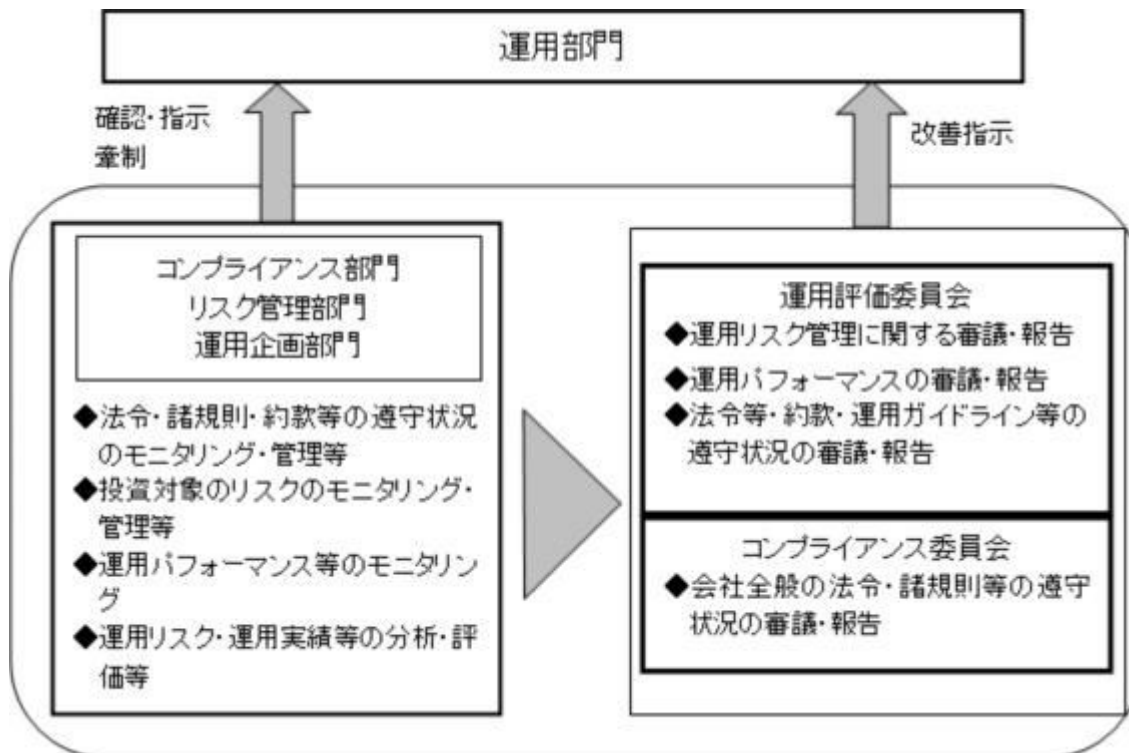 運用部門
確認・指示
牽制
改善指示
コンプライアンス部門
リスク管理部門
運用企画部門
◆法令・諸規則・約款等の遵守状況
のモニタリング・管理等
◆投資対象のリスクのモニタリング・
管理等
◆運用パフォーマンス等のモニタリン
グ
◆運用リスク・運用実績等の分析・評
価等
運用評価委員会
◆運用リスク管理に関する審議・報告
◆運用パフォーマンスの審議・報告
◆法令等・約款・運用ガイドライン等の
遵守状況の審議・報告
コンプライアンス委員会
◆会社全般の法令・諸規則等の遵守
状況の審議・報告